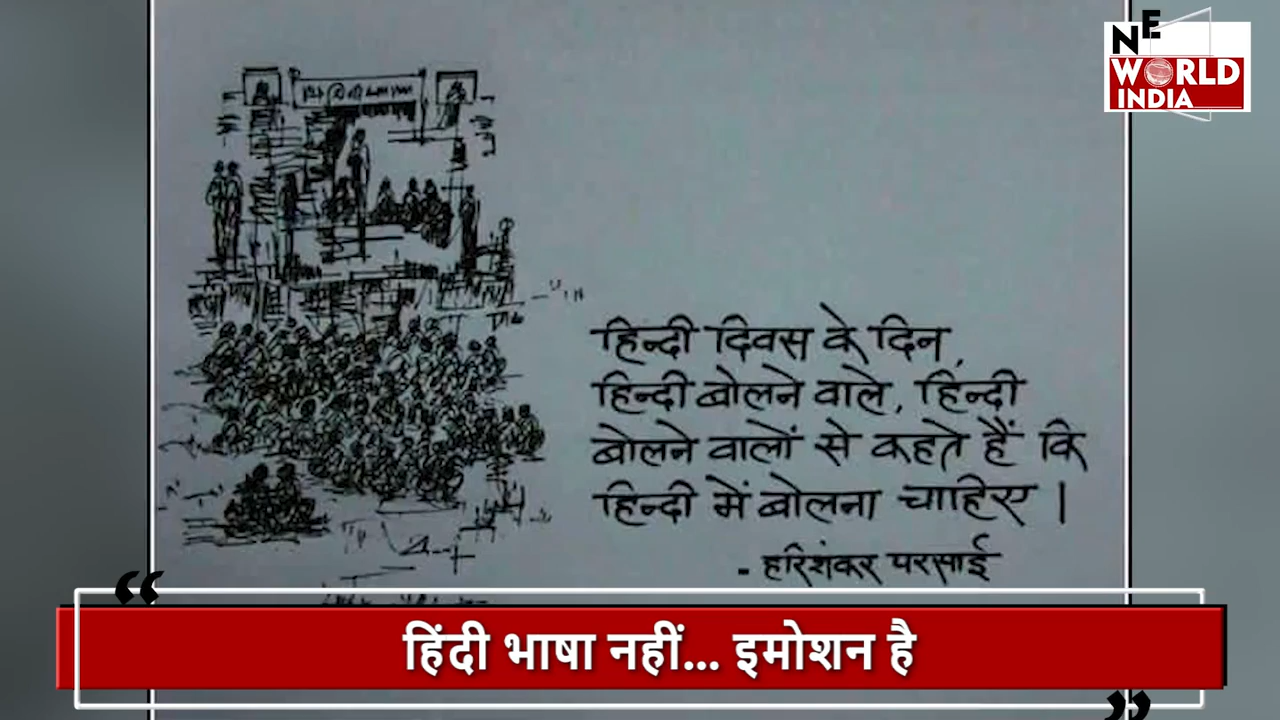 NE
WORLD
INDIA
हिन्दी दिवस के दिन,
हिन्दी बोलने वाले, हिन्दी
बोलने वालों से कहते हैं कि
हिन्दी में बोलना चाहिए।
- हरिशंकर परसाई
“
हिंदी भाषा नहीं... इमोशन है
”